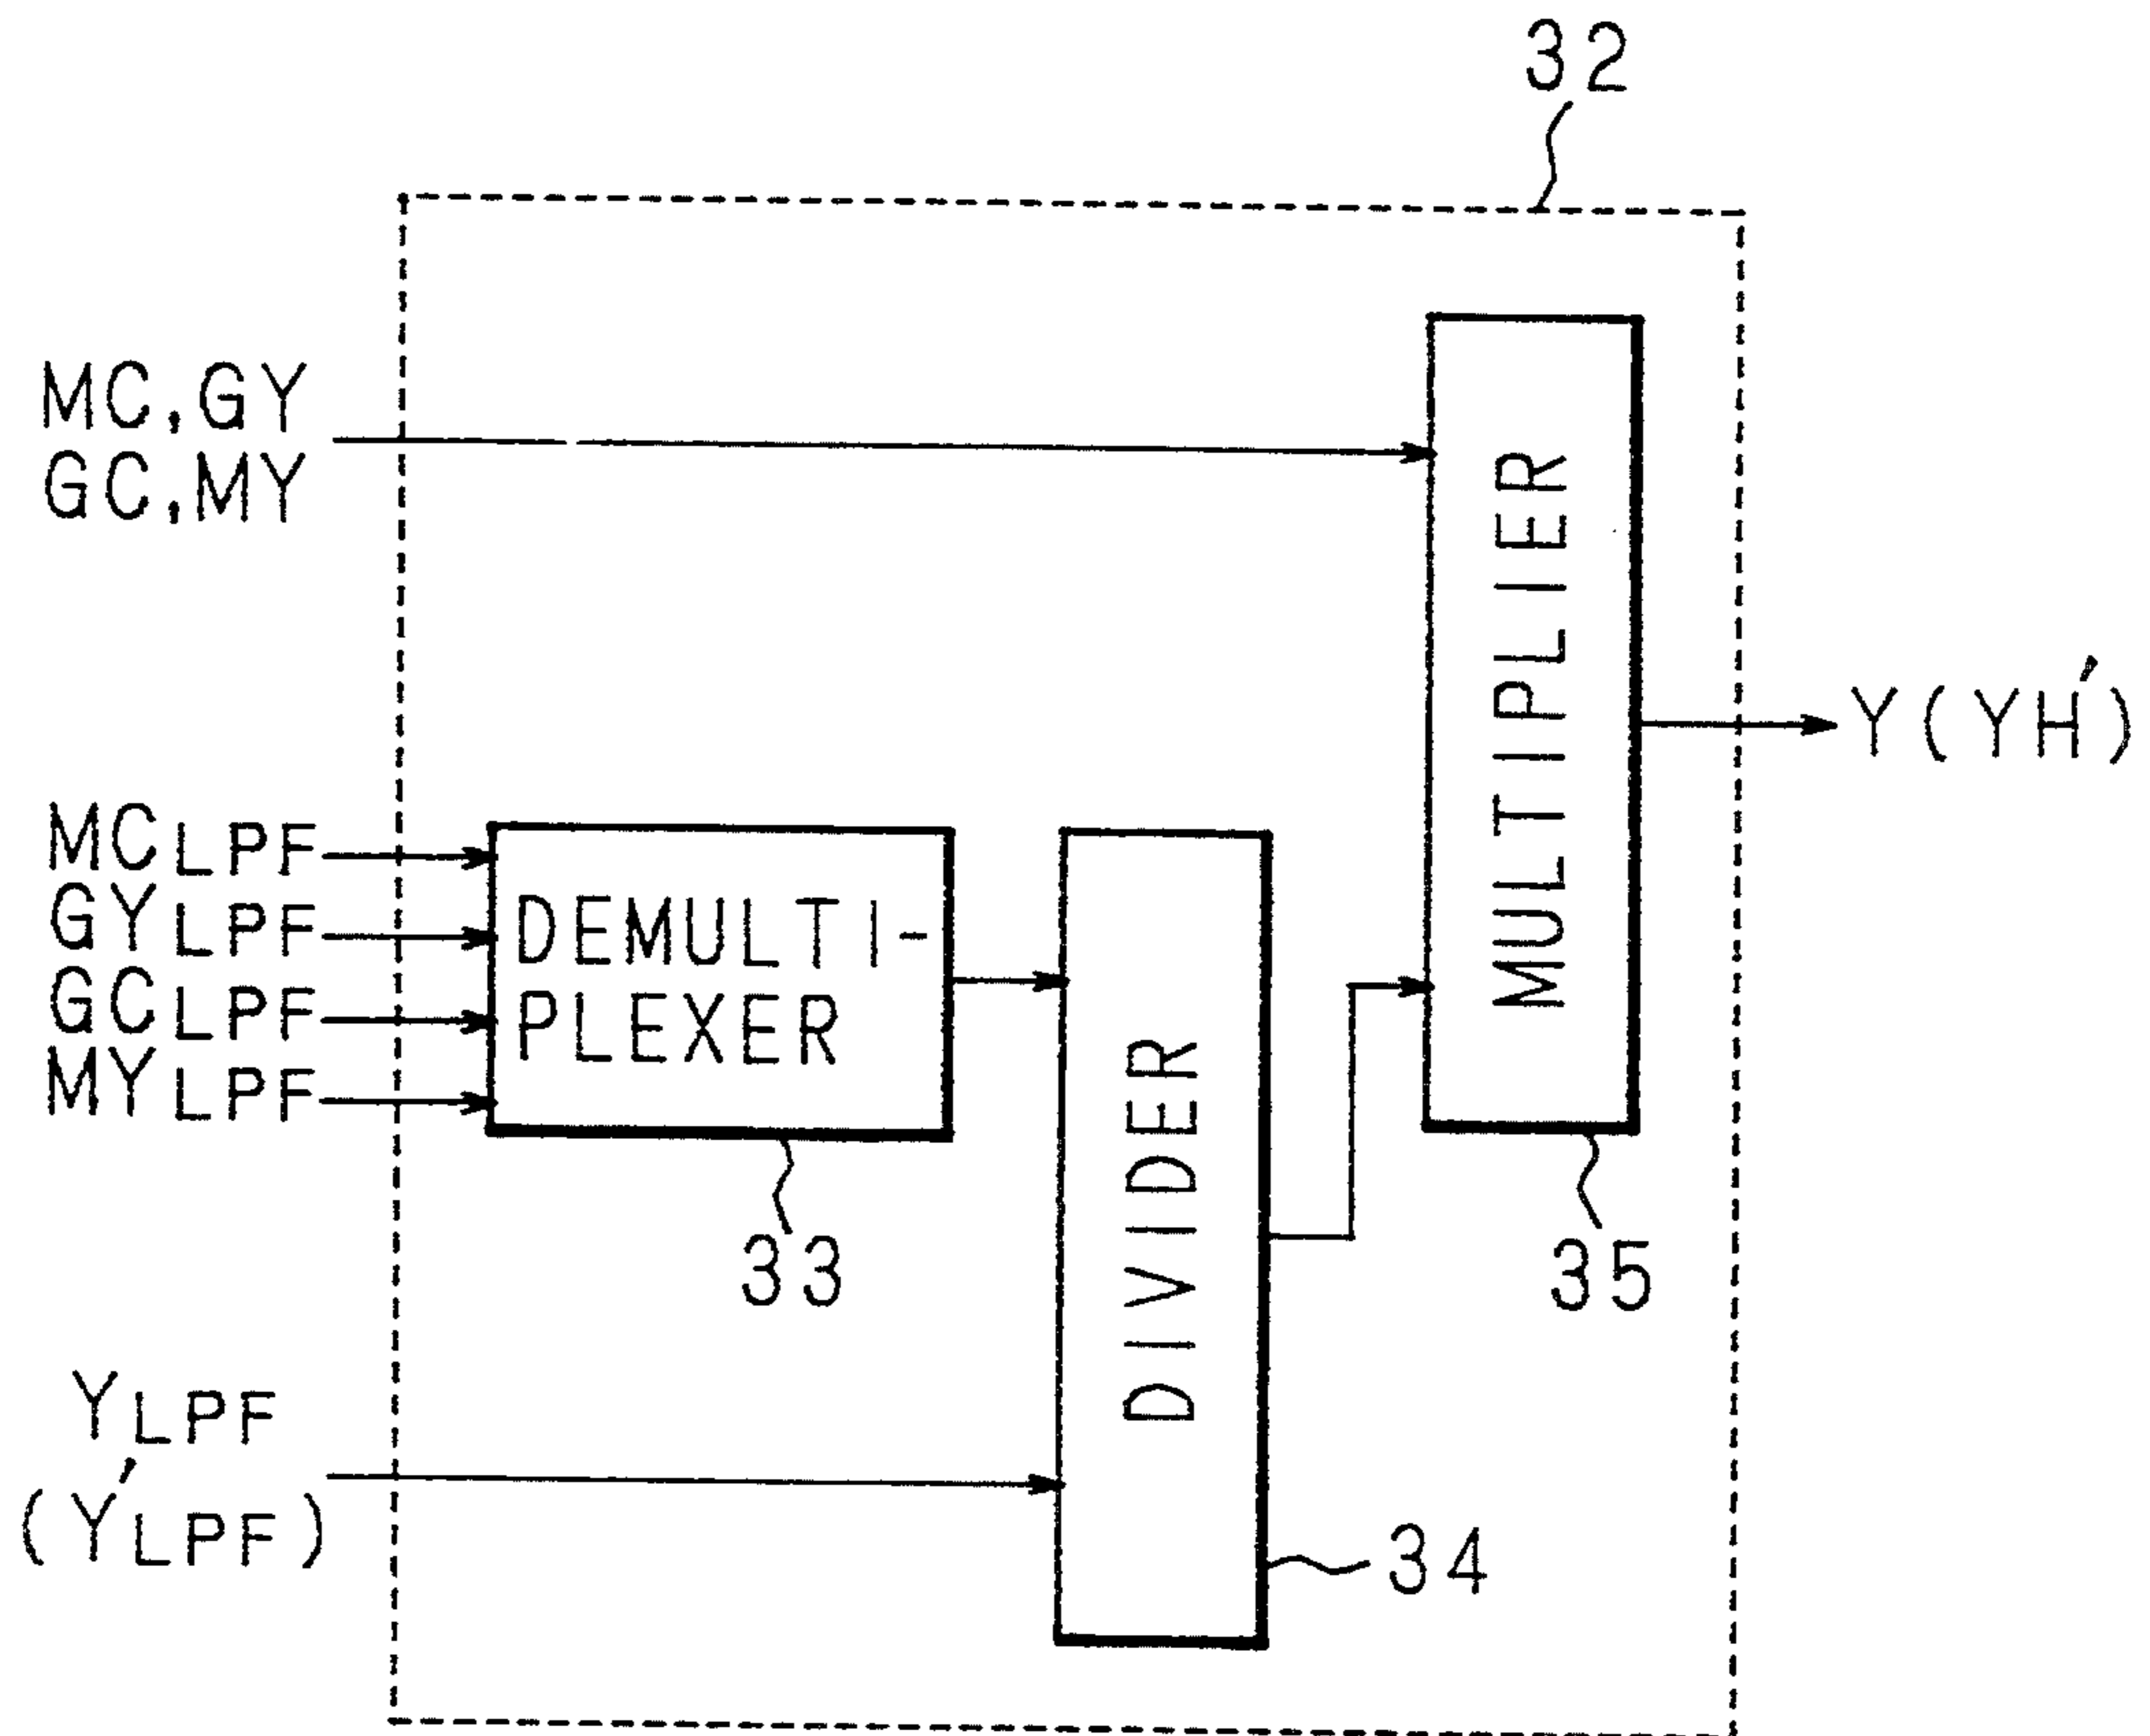 32
MC,GY
GC,MY
MULTIPLIER
Y(YH')
MCLPF
GYLPF
GCLPF
MYLPF
DEMULTI-
PLEXER
DIVIDER
33
35
YLPF
(Y'LPF)
34